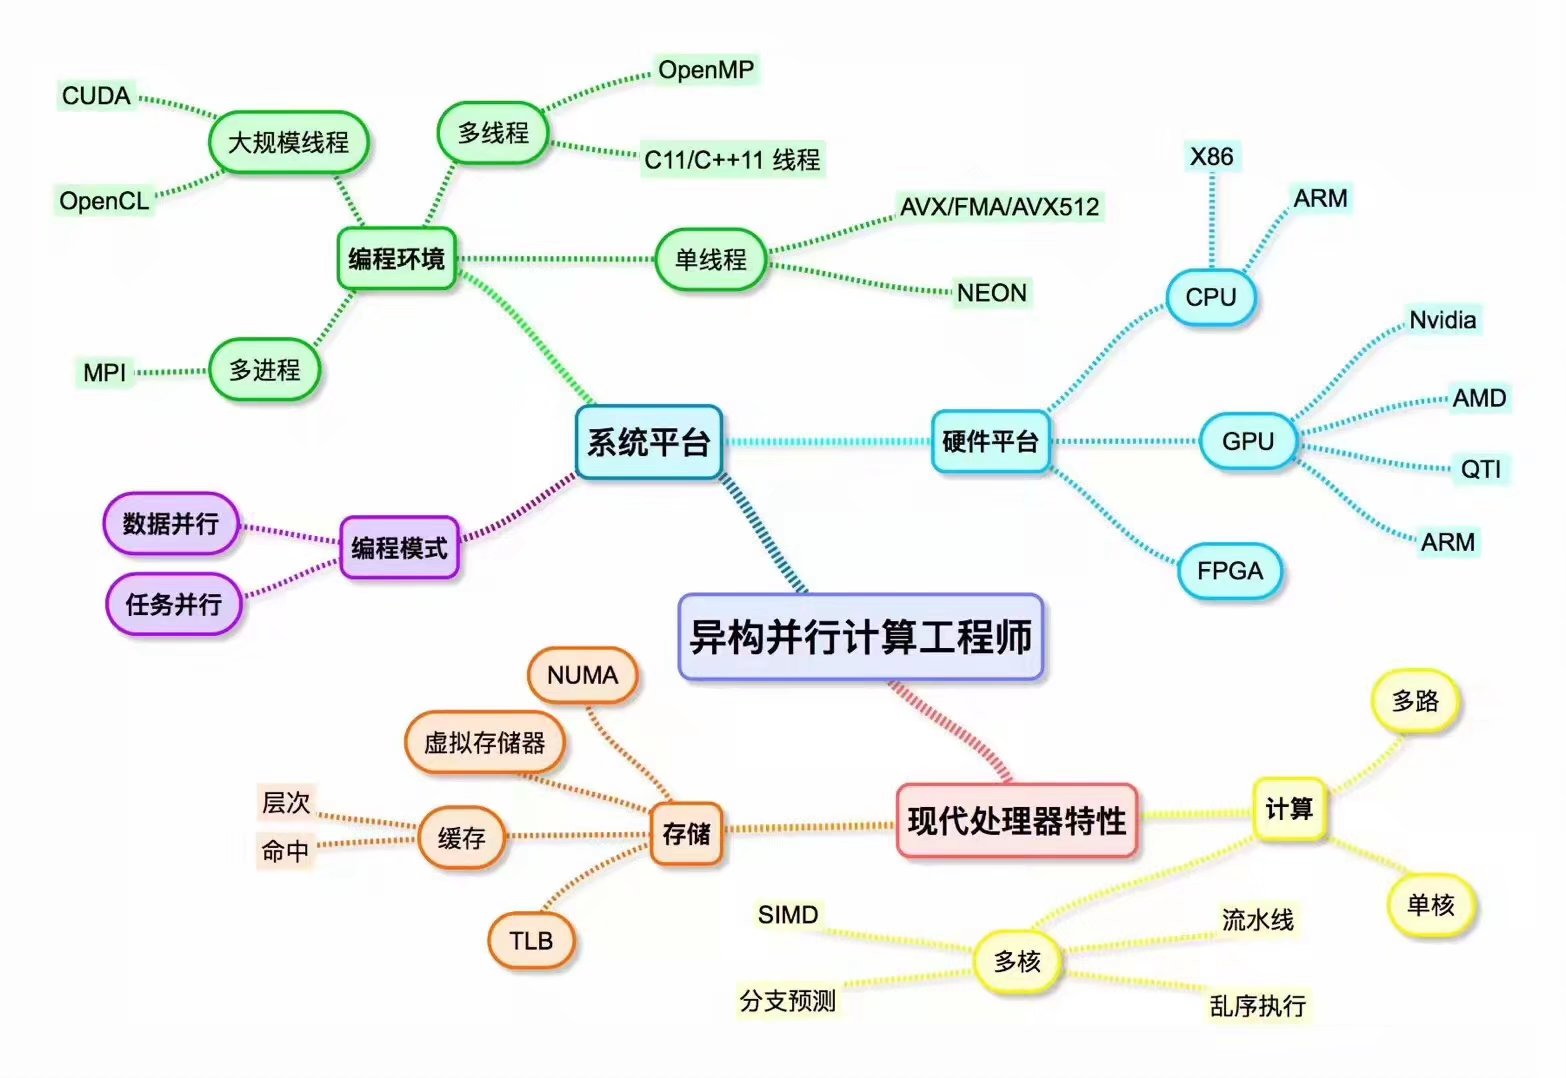 OpenMP
CUDA
大规模线程
多线程
C11/C++11 线程
OpenCL
AVX/FMA/AVX512
编程环境
单线程
NEON
MPI
多进程
X86
ARM
CPU
Nvidia
AMD
GPU
QTI
ARM
FPGA
系统平台
硬件平台
数据并行
编程模式
任务并行
异构并行计算工程师
NUMA
虚拟存储器
层次
命中
缓存
存储
TLB
现代处理器特性
计算
多路
单核
SIMD
流水线
多核
分支预测
乱序执行